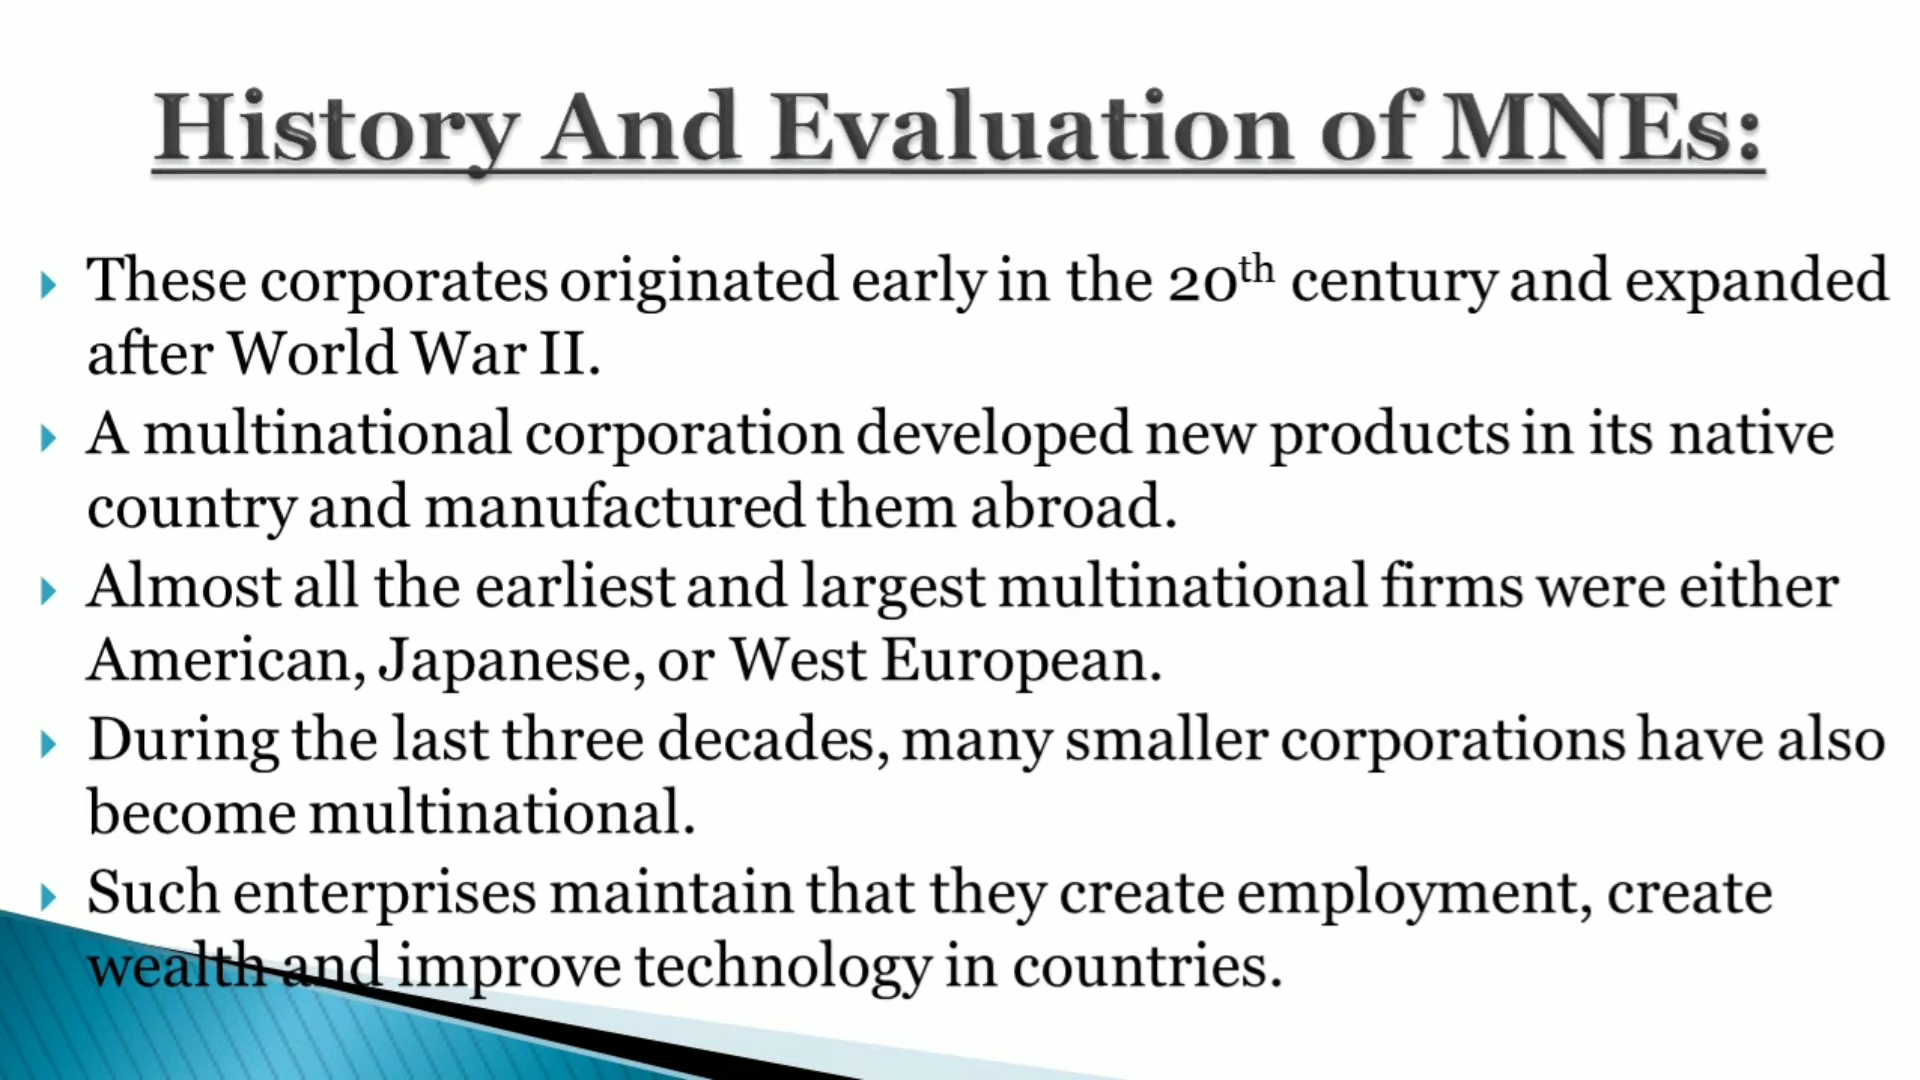 History And Evaluation of MNEs:
These corporates originated early in the 20th century and expanded
after World War II.
A multinational corporation developed new products in its native
country and manufactured them abroad.
Almost all the earliest and largest multinational firms were either
American, Japanese, or West European.
During the last three decades, many smaller corporations have also
become multinational.
Such enterprises maintain that they create employment, create
wealth and improve technology in countries.